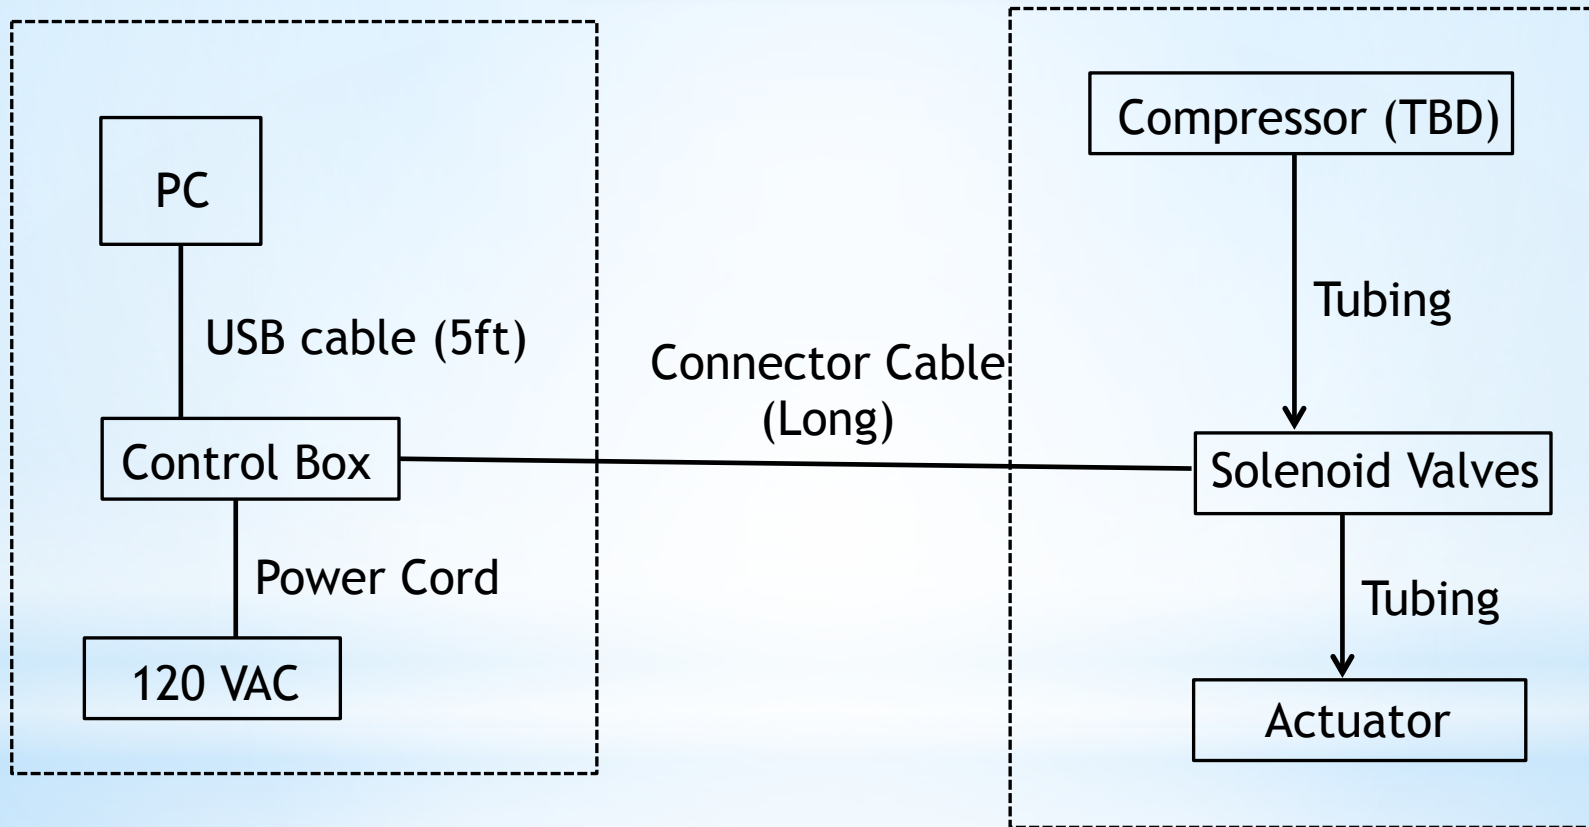 PC
USB cable (5ft)
Control Box
Power Cord
120 VAC
Connector Cable
(Long)
Compressor (TBD)
Tubing
Solenoid Valves
Tubing
Actuator